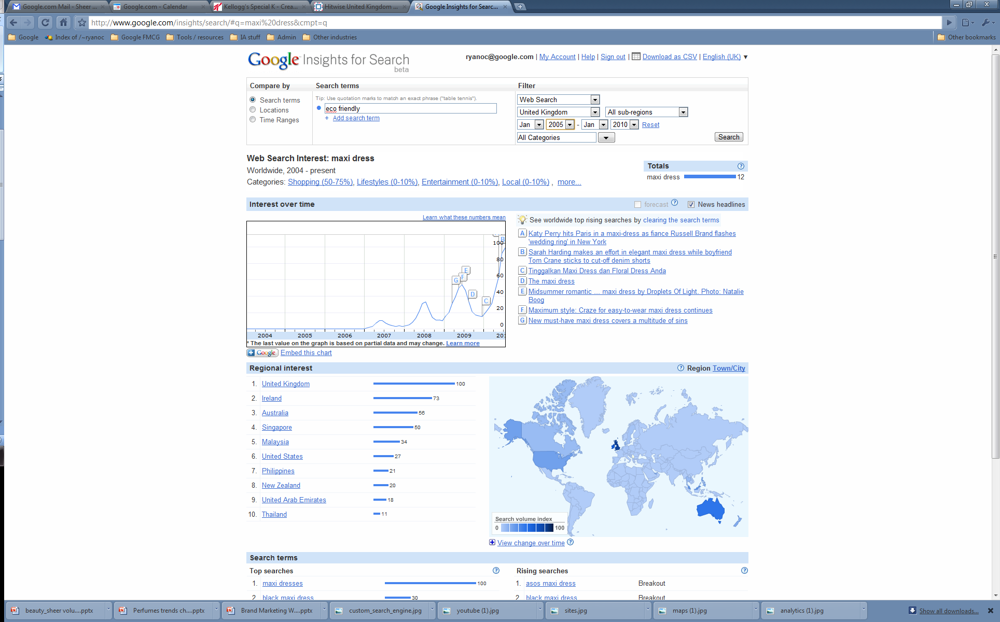 Google.com Mail - Sheer ...
Google.com - Calendar
Kellogg's Special K - Crea...
Hitwise United Kingdom ...
Google Insights for Searc...
http://www.google.com/insights/search/#q=maxi%20dress&cmpt=q
Google
Index of /~ryanoc
Google FMCG
Tools / resources
IA stuff
Admin
Other industries
Other bookmarks
Google Insights for Search
beta
ryanoc@google.com | My Account | Help | Sign out | Download as CSV | English (UK) ▼
Compare by
Search terms
Locations
Time Ranges
Search terms
Tip: Use quotation marks to match an exact phrase ("table tennis").
eco friendly
+ Add search term
Filter
Web Search
United Kingdom
All sub-regions
Jan 2005 - Jan 2010 Reset
All Categories
Search
Web Search Interest: maxi dress
Worldwide, 2004 - present
Categories: Shopping (50-75%), Lifestyles (0-10%), Entertainment (0-10%), Local (0-10%) , more...
Totals
maxi dress 12
Interest over time
forecast
News headlines
Learn what these numbers mean
100
80
60
40
20
0
B
E
F
G
D
C
2004 2005 2006 2007 2008 2009 201
* The last value on the graph is based on partial data and may change. Learn more
Google Embed this chart
See worldwide top rising searches by clearing the search terms
A Katy Perry hits Paris in a maxi-dress as fiance Russell Brand flashes
'wedding ring' in New York
B Sarah Harding makes an effort in elegant maxi dress while boyfriend
Tom Crane sticks to cut-off denim shorts
C Tinggalkan Maxi Dress dan Floral Dress Anda
D The maxi dress
E Midsummer romantic ... maxi dress by Droplets Of Light. Photo: Natalie
Boog
F Maximum style: Craze for easy-to-wear maxi dress continues
G New must-have maxi dress covers a multitude of sins
Regional interest
Region Town/City
1. United Kingdom 100
2. Ireland 73
3. Australia 56
4. Singapore 50
5. Malaysia 34
6. United States 27
7. Philippines 21
8. New Zealand 20
9. United Arab Emirates 18
10. Thailand 11
Search volume index
0 100
View change over time
Search terms
Top searches
1. maxi dresses 100
2. black maxi dress 30
Rising searches
1. asos maxi dress Breakout
2. black maxi dress Breakout
beauty_sheer volu....pptx
Perfumes trends ch....pptx
Brand Marketing W....pptx
custom_search_engine.jpg
youtube (1).jpg
sites.jpg
maps (1).jpg
analytics (1).jpg
Show all downloads...